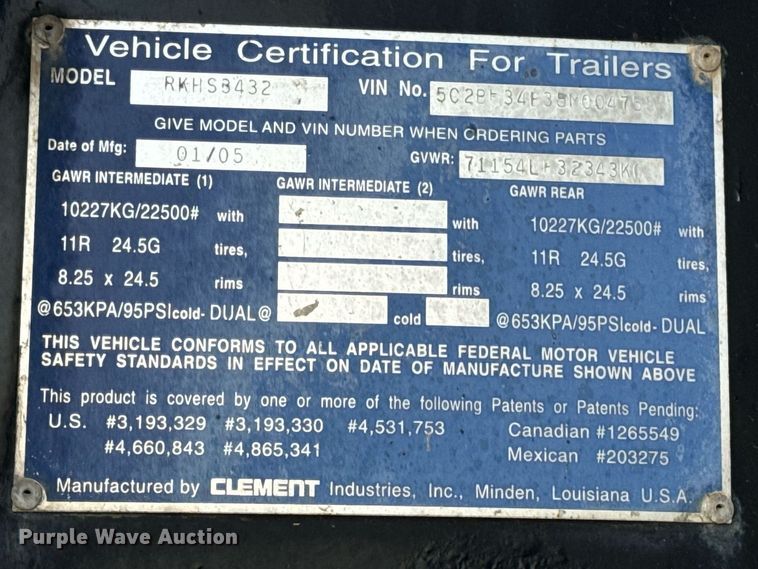 Vehicle Certification For Trailers
MODEL RKHSB432 VIN No.
GIVE MODEL AND VIN NUMBER WHEN ORDERING PARTS
Date of Mfg: 01/05 GVWR:
GAWR INTERMEDIATE (1) GAWR INTERMEDIATE (2) GAWR REAR
10227KG/22500# with with 10227KG/22500# with
11R 24.5G tires, tires, 11R 24.5G tires,
8.25 x 24.5 rims rims 8.25 x 24.5 rims
@653KPA/95PSIcold- DUAL@ cold @653KPA/95PSIcold- DUAL
THIS VEHICLE CONFORMS TO ALL APPLICABLE FEDERAL MOTOR VEHICLE
SAFETY STANDARDS IN EFFECT ON DATE OF MANUFACTURE SHOWN ABOVE
This product is covered by one or more of the following Patents or Patents Pending:
U.S. #3,193,329 #3,193,330 #4,531,753 Canadian #1265549
#4,660,843 #4,865,341 Mexican #203275
Manufactured by CLEMENT Industries, Inc., Minden, Louisiana U.S.A.
Purple Wave Auction